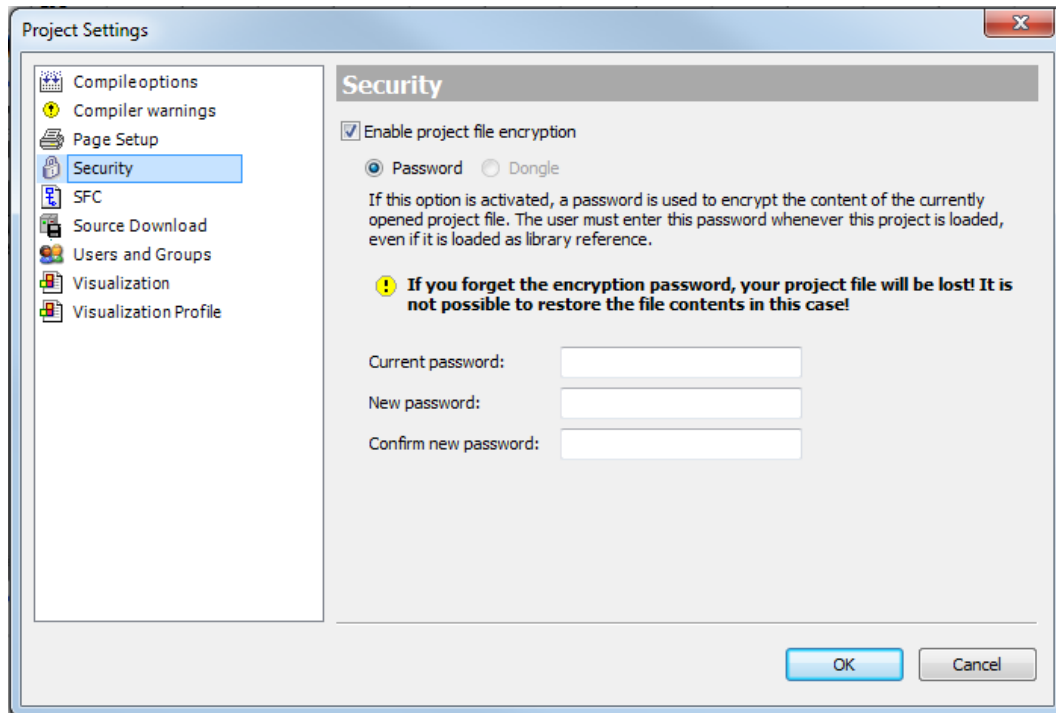 Project Settings
Compileoptions
Compiler warnings
Page Setup
Security
SFC
Source Download
Users and Groups
Visualization
Visualization Profile
Security
Enable project file encryption
Password Dongle
If this option is activated, a password is used to encrypt the content of the currently
opened project file. The user must enter this password whenever this project is loaded,
even if it is loaded as library reference.
If you forget the encryption password, your project file will be lost! It is
not possible to restore the file contents in this case!
Current password:
New password:
Confirm new password:
OK Cancel